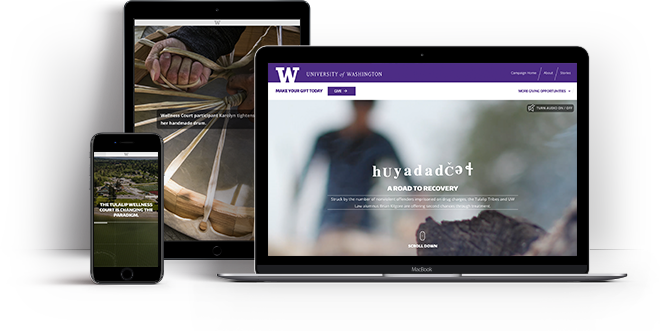 W
Wellness Court participant Karolyn tightens
her handmade drum.
THE TULALIP WELLNESS
COURT IS CHANGING THE
PARADIGM.
W UNIVERSITY of WASHINGTON
Campaign Home / About / Stories
MAKE YOUR GIFT TODAY GIVE → MORE GIVING OPPORTUNITIES
TURN AUDIO ON / OFF
huyadadčəɬ
A ROAD TO RECOVERY
Struck by the number of nonviolent offenders imprisoned on drug charges, the Tulalip Tribes and UW
Law alumnus are offering second chances through treatment.
SCROLL DOWN
MacBook